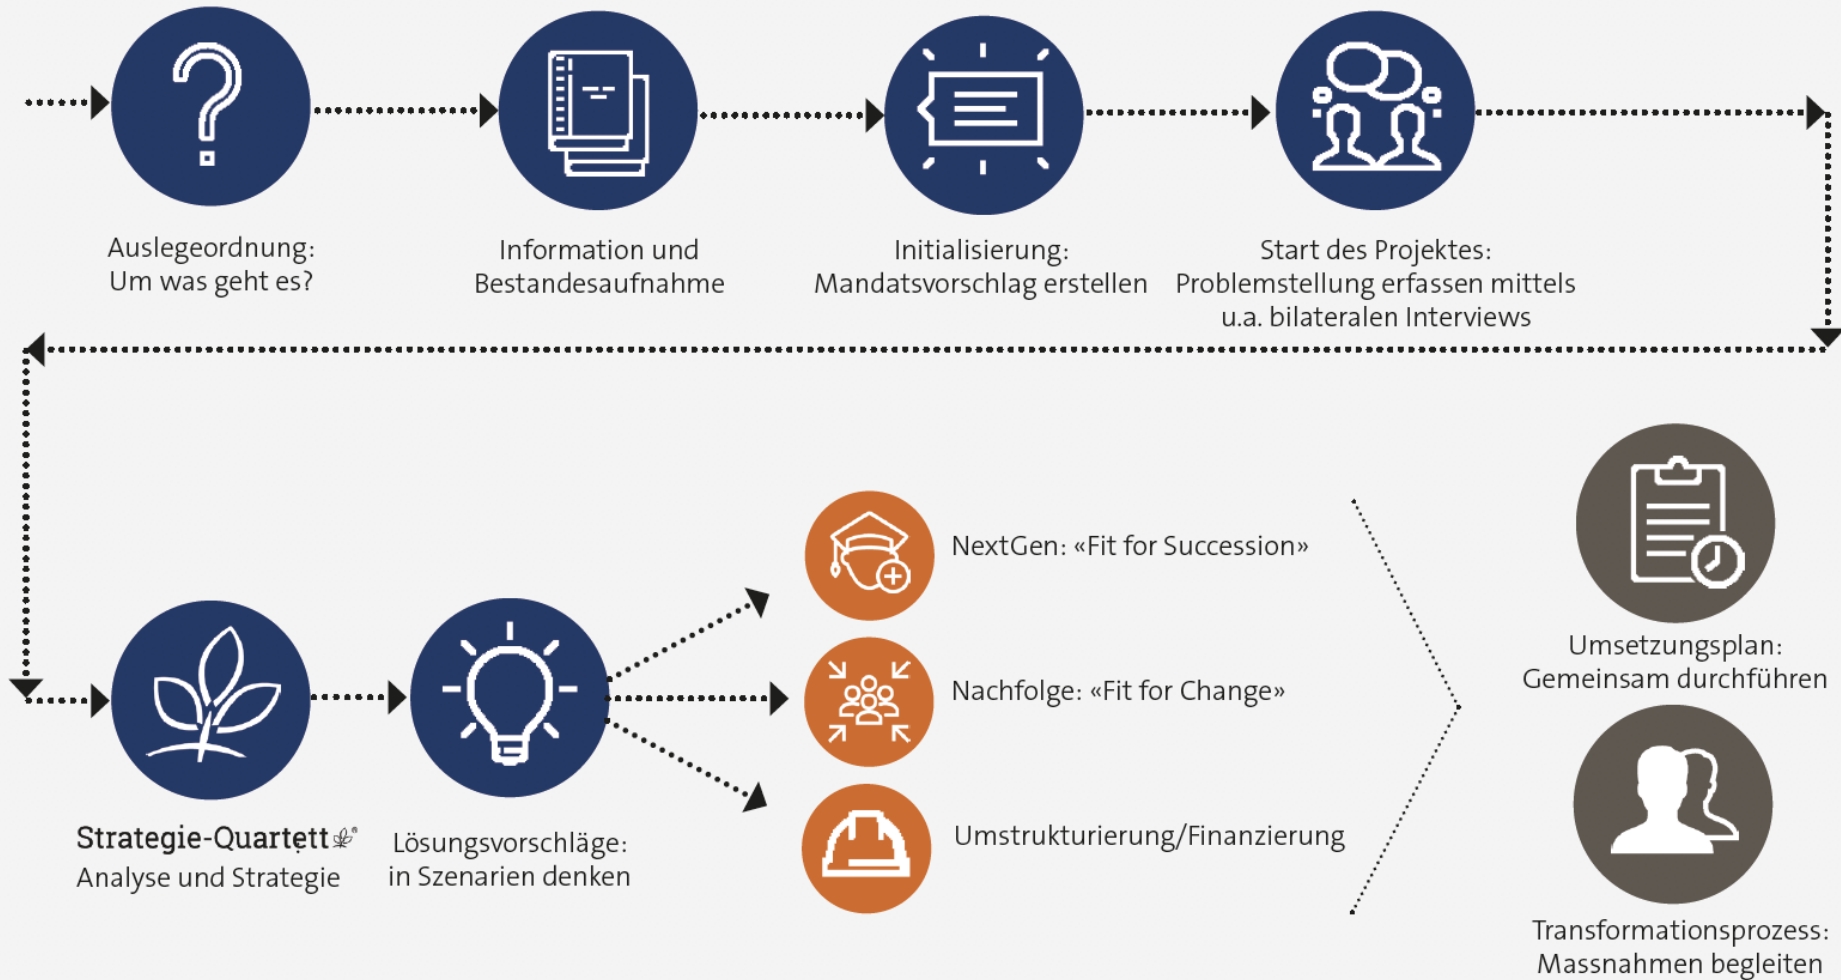 Auslegeordnung:
Um was geht es?
Information und
Bestandesaufnahme
Initialisierung:
Mandatsvorschlag erstellen
Start des Projektes:
Problemstellung erfassen mittels
u.a. bilateralen Interviews
Strategie-Quartett
Analyse und Strategie
Lösungsvorschläge:
in Szenarien denken
NextGen: «Fit for Succession»
Nachfolge: «Fit for Change»
Umstrukturierung/Finanzierung
Umsetzungsplan:
Gemeinsam durchführen
Transformationsprozess:
Massnahmen begleiten